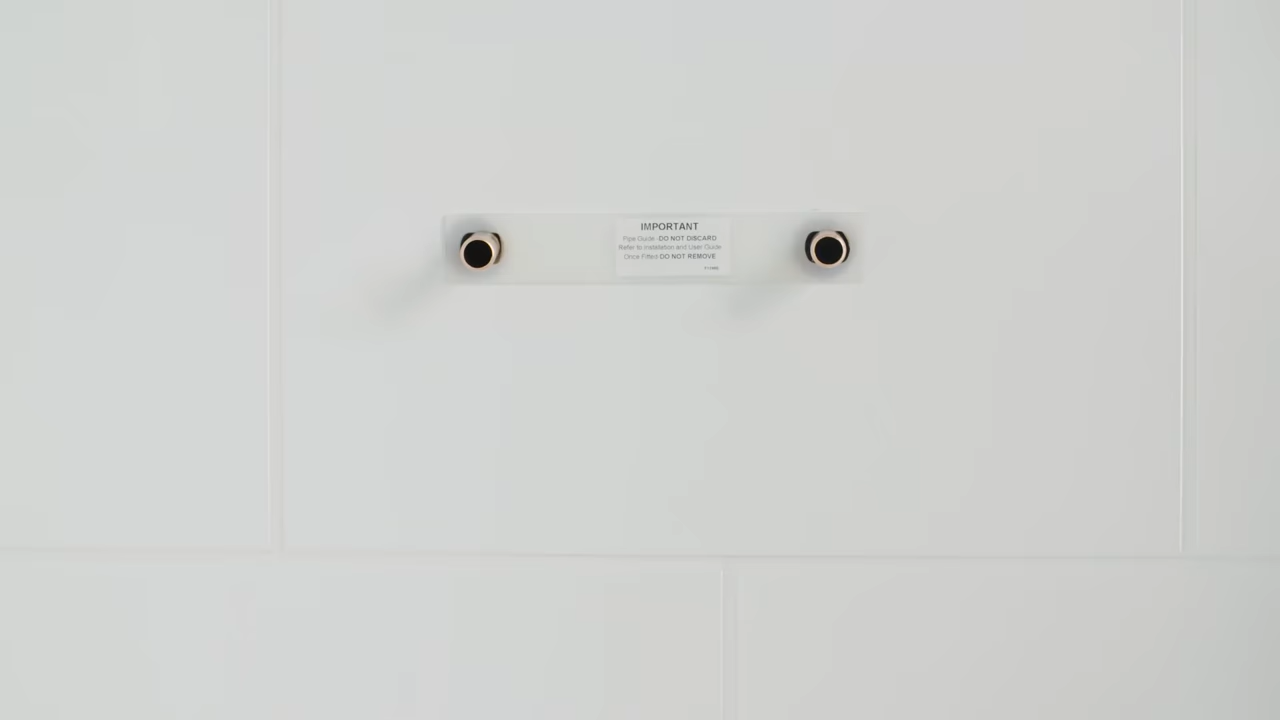 IMPORTANT
Pipe Guide -DO NOT DISCARD
Refer to Installation and User Guide
Once Fitted DO NOT REMOVE